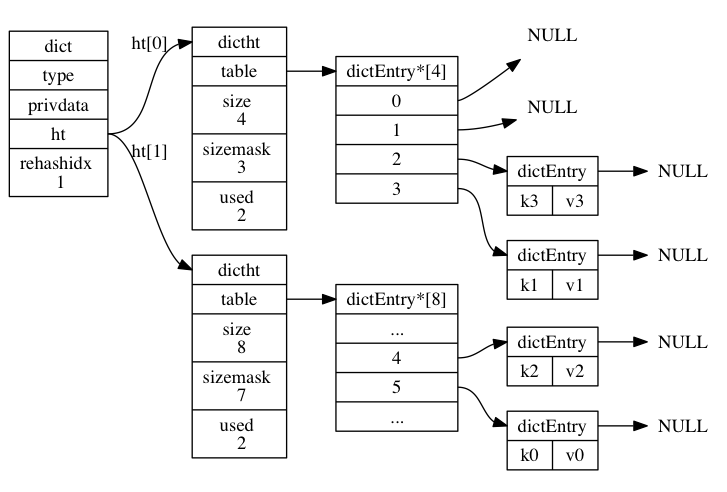 dict
type
privdata
ht
rehashidx
1
ht[0]
ht[1]
dictht
table
size
4
sizemask
3
used
2
dictEntry*[4]
0
1
2
3
NULL
NULL
dictEntry
k3 v3
NULL
dictEntry
k1 v1
NULL
dictht
table
size
8
sizemask
7
used
2
dictEntry*[8]
...
4
5
...
dictEntry
k2 v2
NULL
dictEntry
k0 v0
NULL